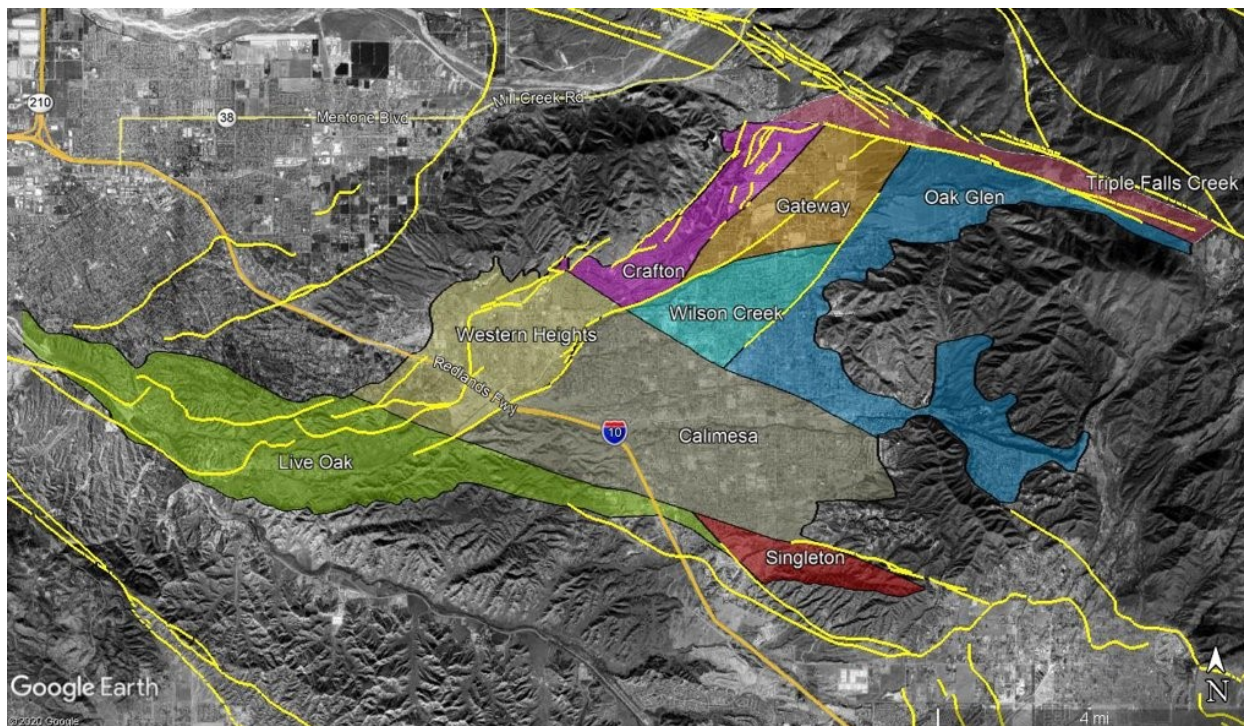 210
38
Mentone Blvd
Mill Creek Rd
Triple Falls Creek
Oak Glen
Gateway
Crafton
Wilson Creek
Western Heights
Redlands Fwy
10
Calimesa
Live Oak
Singleton
Google Earth
©2020 Google
N
4 mi